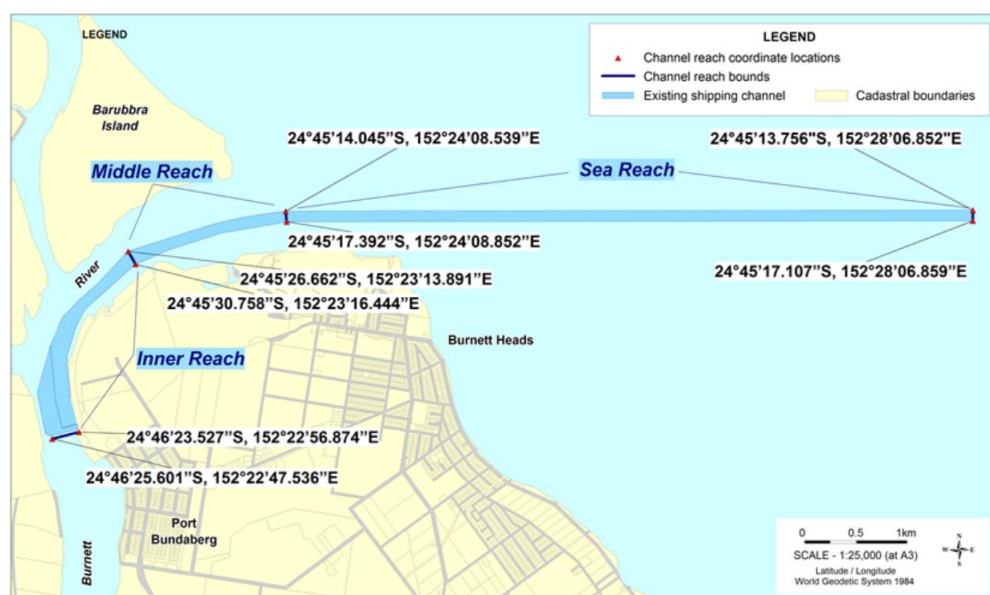 LEGEND
LEGEND
Channel reach coordinate locations
Channel reach bounds
Existing shipping channel
Cadastral boundaries
Barubbra
Island
24°45'14.045"S, 152°24'08.539"E
24°45'13.756"S, 152°28'06.852"E
Middle Reach
Sea Reach
24°45'17.392"S, 152°24'08.852"E
River
24°45'26.662"S, 152°23'13.891"E
24°45'17.107"S, 152°28'06.859"E
24°45'30.758"S, 152°23'16.444"E
Burnett Heads
Inner Reach
24°46'23.527"S, 152°22'56.874"E
24°46'25.601"S, 152°22'47.536"E
Port
Bundaberg
Burnett
0 0.5 1km
SCALE - 1:25,000 (at A3)
Latitude / Longitude
World Geodetic System 1984
N
W E
S